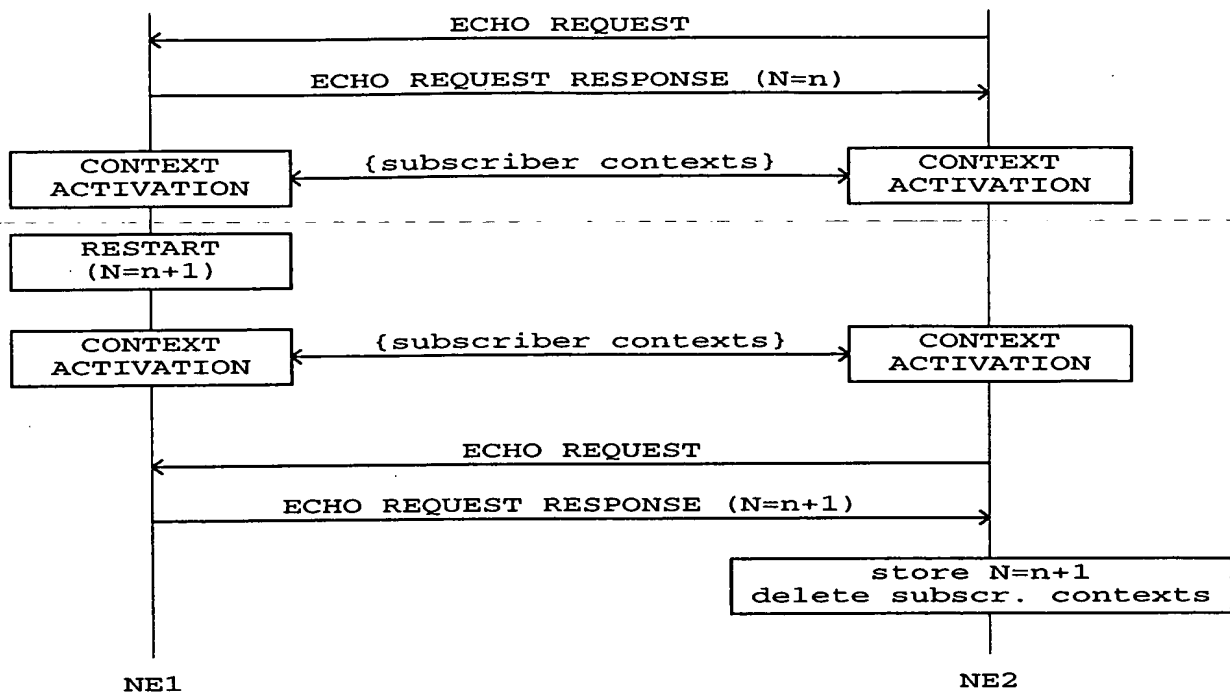 ECHO REQUEST
ECHO REQUEST RESPONSE (N=n)
CONTEXT
ACTIVATION
{subscriber contexts}
CONTEXT
ACTIVATION
RESTART
(N=n+1)
CONTEXT
ACTIVATION
{subscriber contexts}
CONTEXT
ACTIVATION
ECHO REQUEST
ECHO REQUEST RESPONSE (N=n+1)
store N=n+1
delete subscr. contexts
NE1
NE2